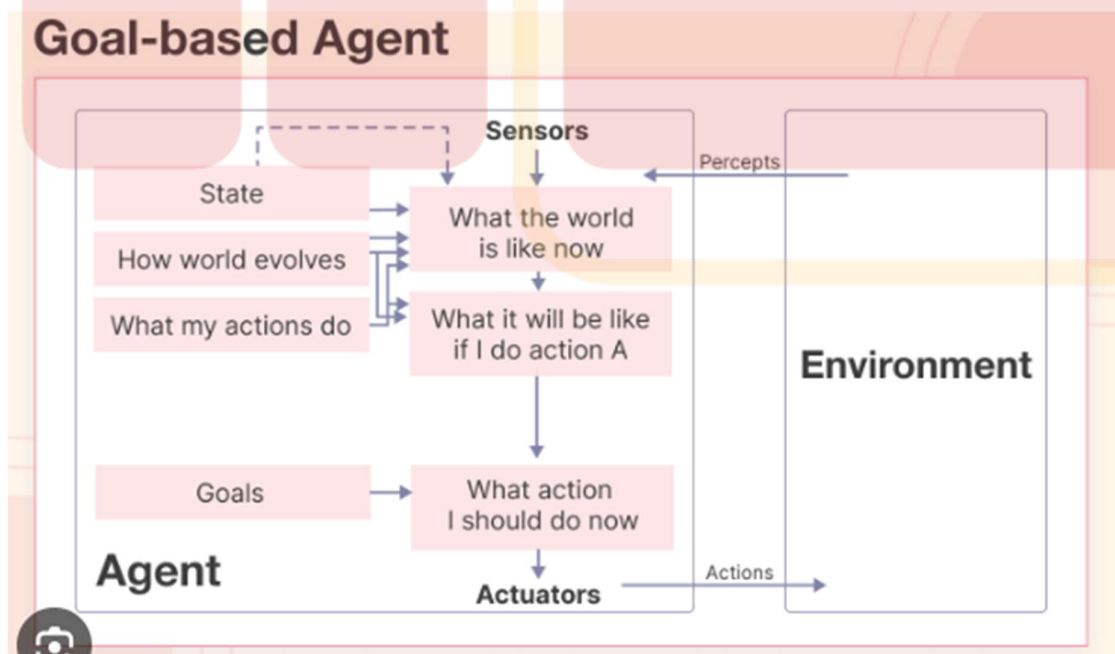 Goal-based Agent
Sensors
Percepts
State
What the world
is like now
How world evolves
What my actions do
What it will be like
if I do action A
Environment
Goals
What action
I should do now
Agent
Actions
Actuators